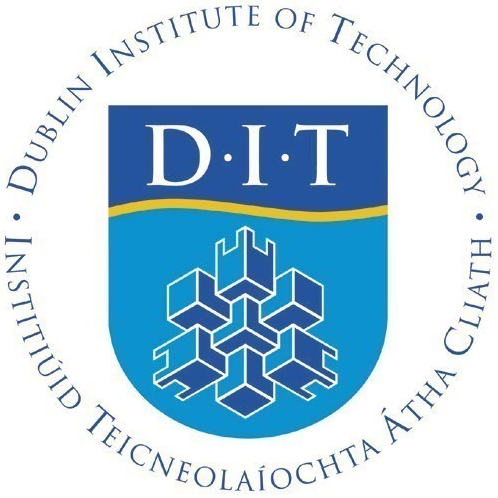 DUBLIN INSTITUTE OF TECHNOLOGY
D·I·T
INSTITIÚID TEICNEOLAÍOCHTA ÁTHA CLIATH